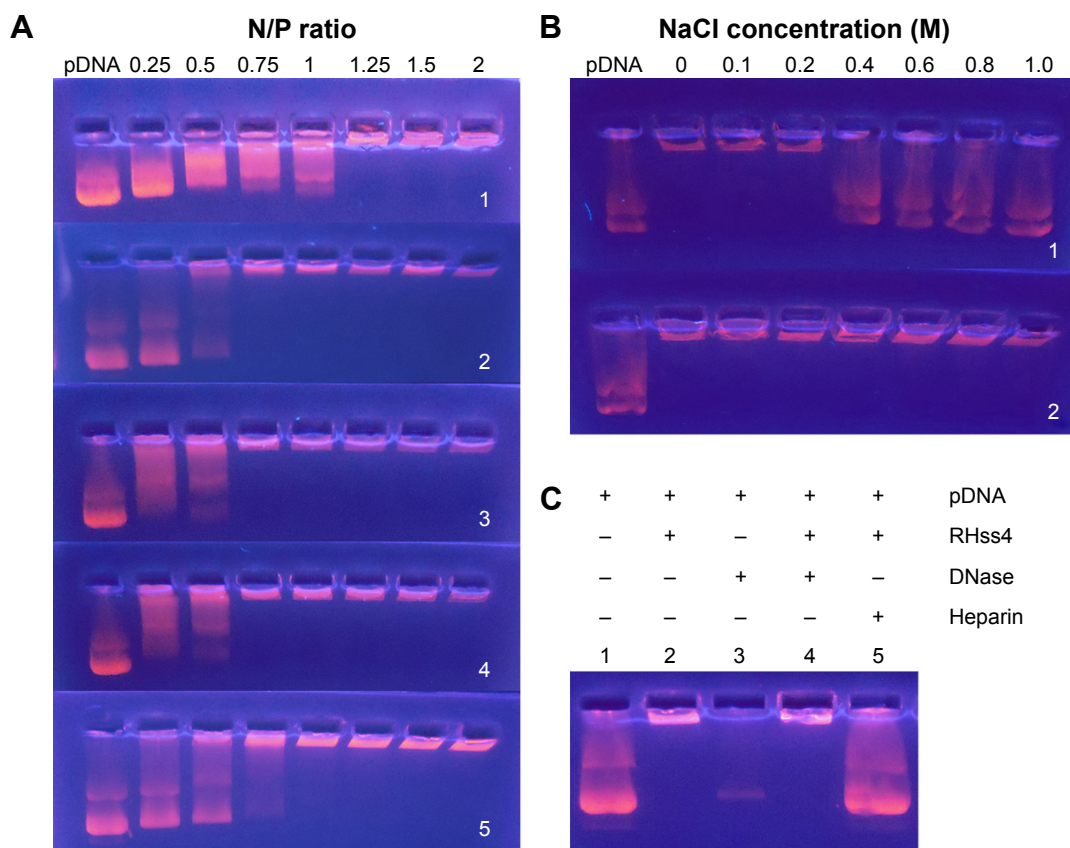 A
N/P ratio
pDNA 0.25 0.5 0.75 1 1.25 1.5 2
1
2
3
4
5
B
NaCl concentration (M)
pDNA 0 0.1 0.2 0.4 0.6 0.8 1.0
1
2
C
+ + + + + pDNA
– + – + + RHss4
– – + + – DNase
– – – – + Heparin
1 2 3 4 5